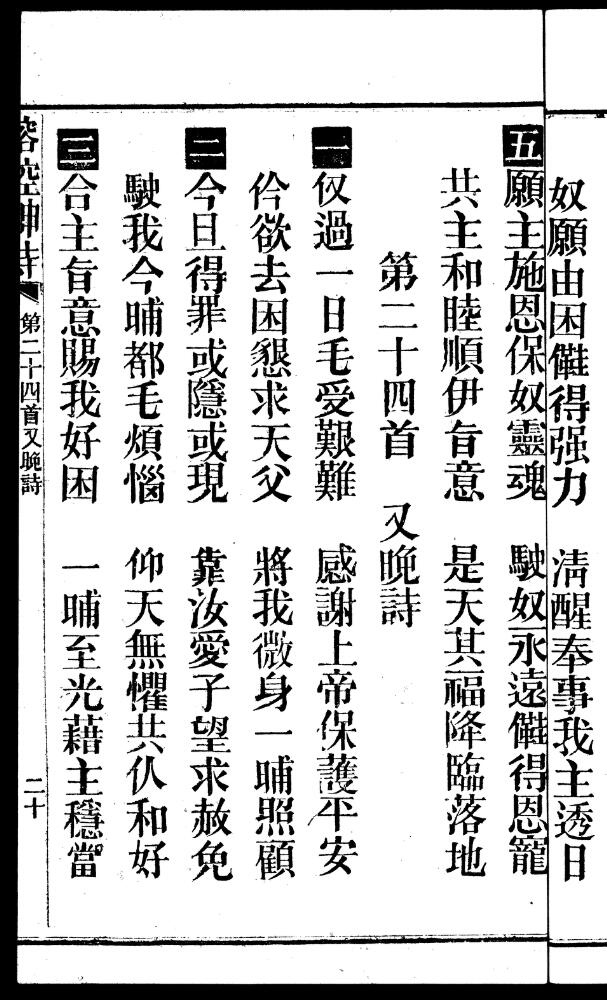 奴願由困𠋡得强力　清醒奉事我主透日
五 願主施恩保奴靈魂　駛奴永遠𠋡得恩寵
共主和睦順伊旨意　是天其福降臨落地
第二十四首　又晚詩
一 仅過一日毛受艱難　感謝上帝保護平安
伶欲去困懇求天父　將我微身一晡照顧
二 今旦得罪或隱或現　靠汝愛子望求赦免
駛我今晡都毛煩惱　仰天無懼共仈和好
三 合主旨意賜我好困　一晡至光藉主穩當
榕腔神詩　第二十四首又晚詩　二十